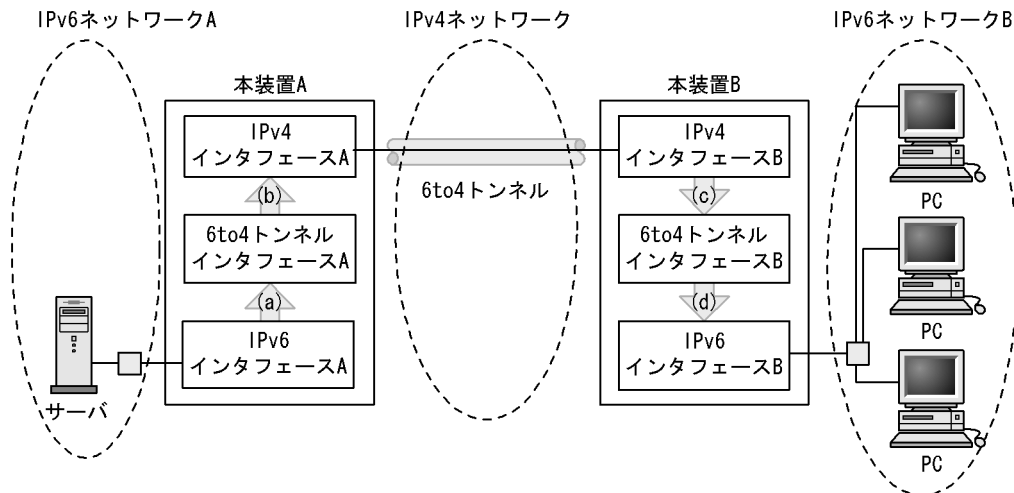 IPv6ネットワークA
IPv4ネットワーク
IPv6ネットワークB
本装置A
本装置B
IPv4
インタフェースA
(b)
6to4トンネル
インタフェースA
(a)
IPv6
インタフェースA
サーバ
6to4トンネル
IPv4
インタフェースB
(c)
6to4トンネル
インタフェースB
(d)
IPv6
インタフェースB
PC
PC
PC